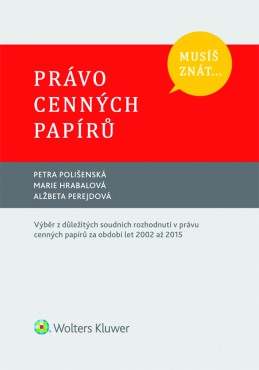 MUSÍŠ
ZNÁT...
PRÁVO
CENNÝCH
PAPÍRŮ
PETRA POLIŠENSKÁ
MARIE HRABALOVÁ
ALŽBETA PEREJDOVÁ
Výběr z důležitých soudních rozhodnutí v právu
cenných papírů za období let 2002 až 2015
Wolters Kluwer